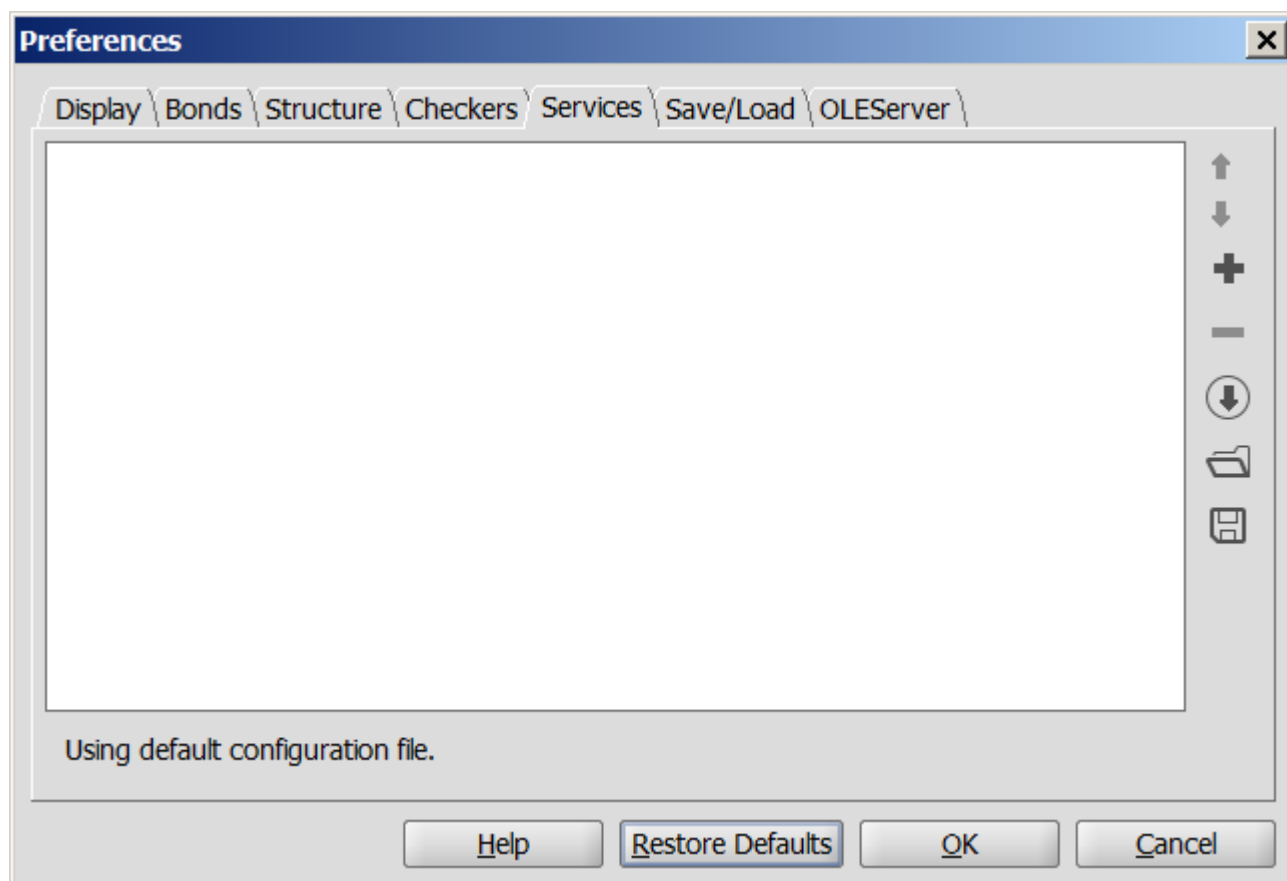 Preferences
Display Bonds Structure Checkers Services Save/Load OLEServer
Using default configuration file.
Help Restore Defaults OK Cancel